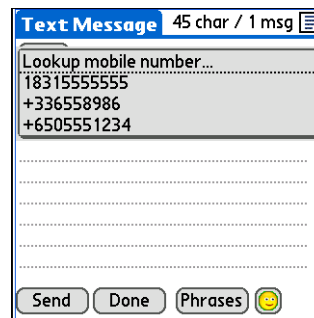 Text Message 45 char / 1 msg
Lookup mobile number...
18315555555
+336558986
+6505551234
Send Done Phrases